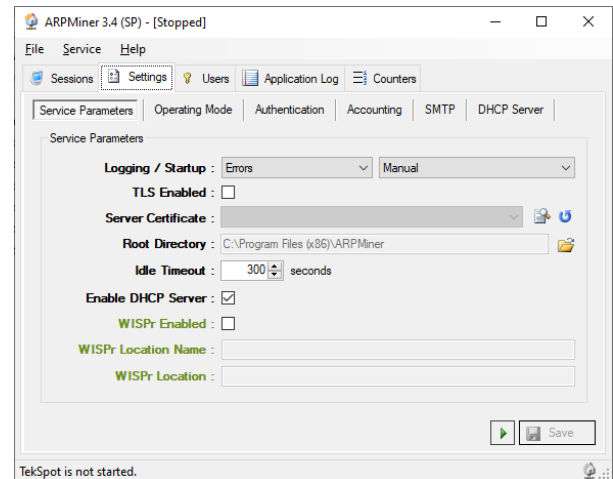 ARPMiner 3.4 (SP) - [Stopped]
File Service Help
Sessions Settings Users Application Log Counters
Service Parameters Operating Mode Authentication Accounting SMTP DHCP Server
Service Parameters
Logging / Startup : Errors Manual
TLS Enabled :
Server Certificate :
Root Directory : C:\Program Files (x86)\ARPMiner
Idle Timeout : 300 seconds
Enable DHCP Server :
WISPr Enabled :
WISPr Location Name :
WISPr Location :
Save
TekSpot is not started.